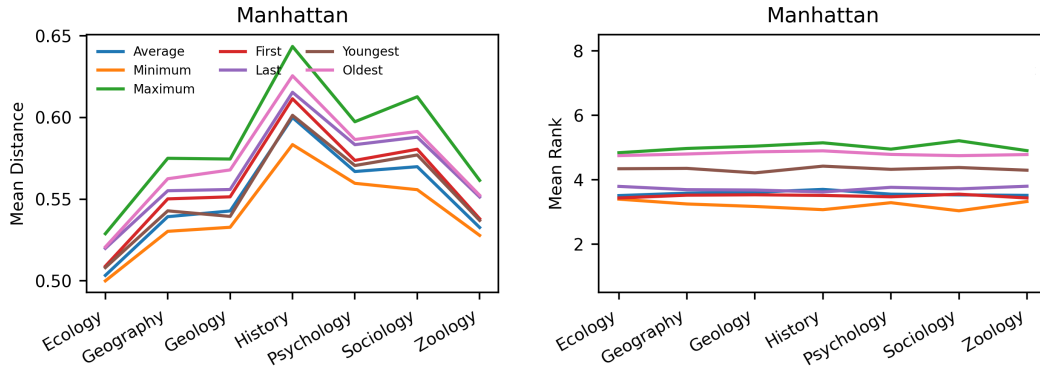 Manhattan
Mean Distance
0.65
0.60
0.55
0.50
Average
Minimum
Maximum
First
Last
Youngest
Oldest
Ecology
Geography
Geology
History
Psychology
Sociology
Zoology
Manhattan
Mean Rank
8
6
4
2
Ecology
Geography
Geology
History
Psychology
Sociology
Zoology